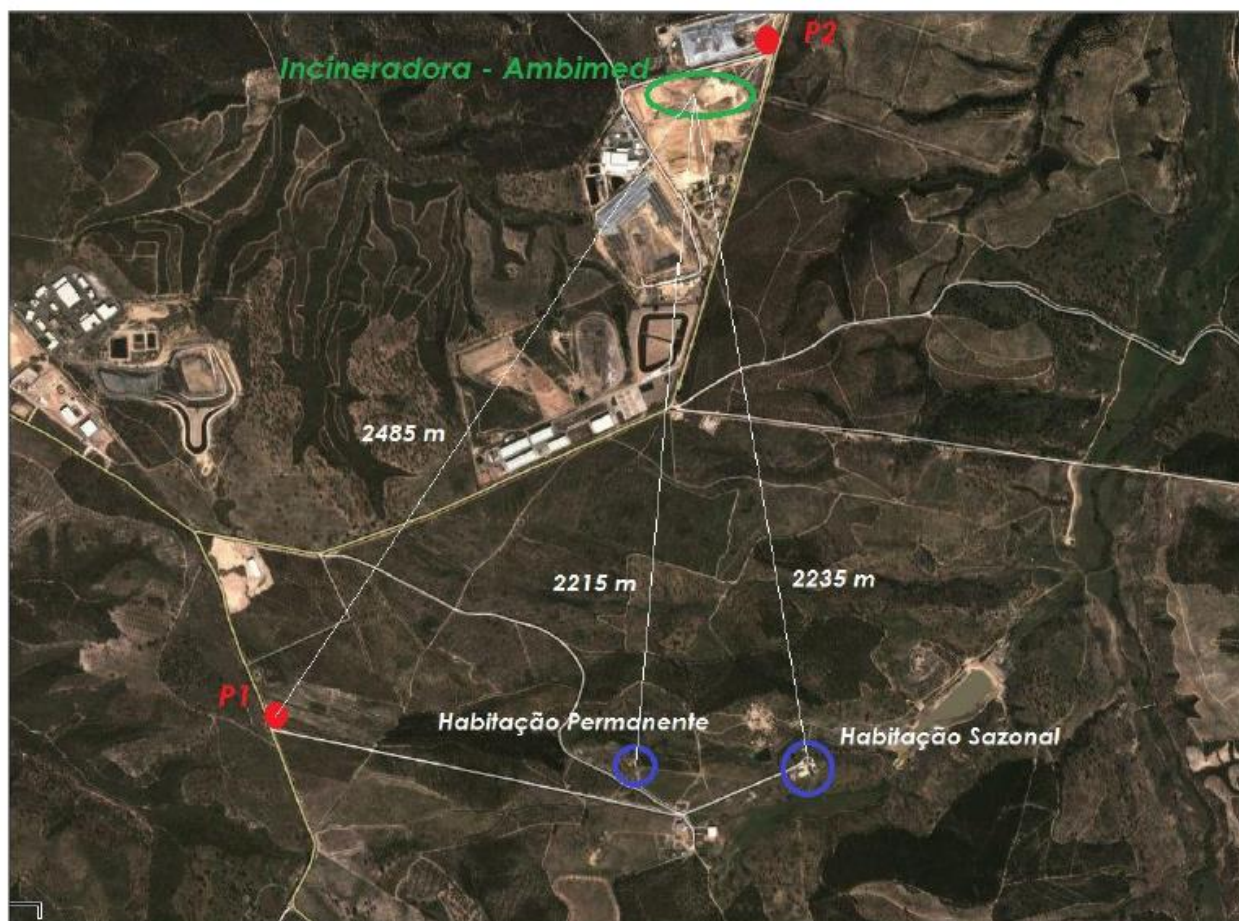 P2
Incineradora - Ambimed
2485 m
2215 m
2235 m
P1
Habitação Permanente
Habitação Sazonal